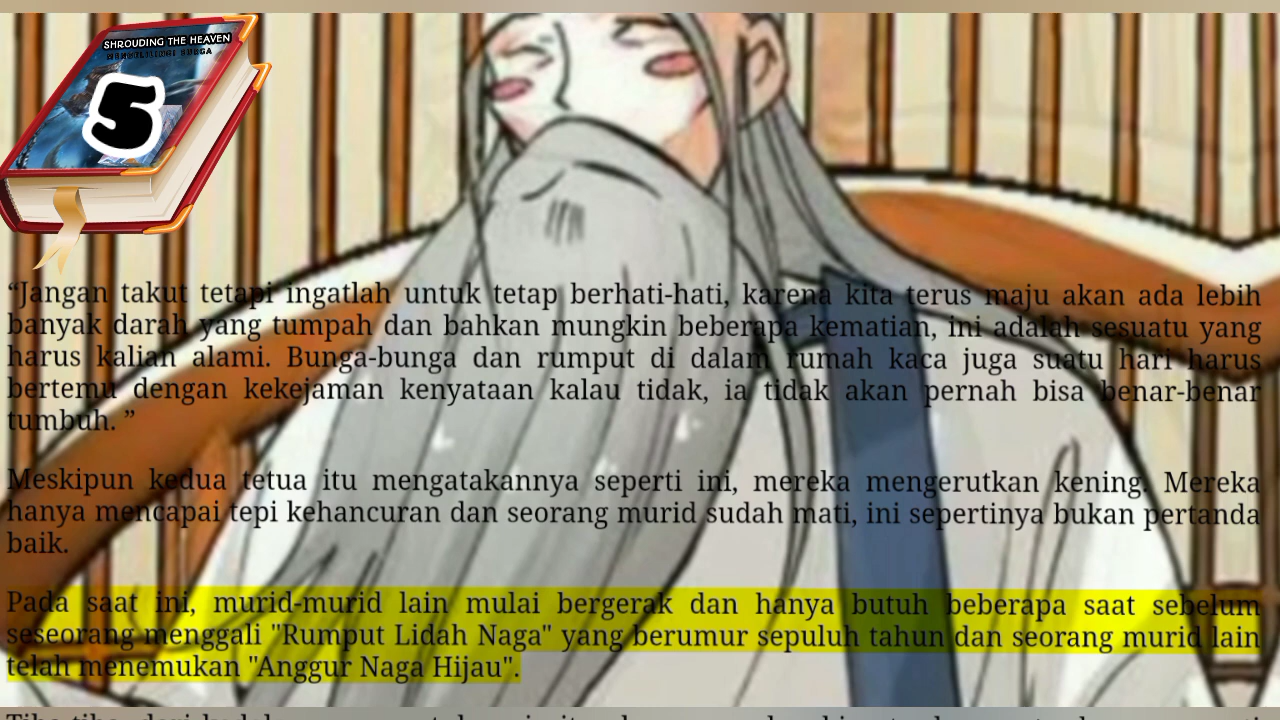 SHROUDING THE HEAVEN
5
“Jangan takut tetapi ingatlah untuk tetap berhati-hati, karena kita terus maju akan ada lebih
banyak darah yang tumpah dan bahkan mungkin beberapa kematian, ini adalah sesuatu yang
harus kalian alami. Bunga-bunga dan rumput di dalam rumah kaca juga suatu hari harus
bertemu dengan kekejaman kenyataan kalau tidak, ia tidak akan pernah bisa benar-benar
tumbuh. ”
Meskipun kedua tetua itu mengatakannya seperti ini, mereka mengerutkan kening. Mereka
hanya mencapai tepi kehancuran dan seorang murid sudah mati, ini sepertinya bukan pertanda
baik.
Pada saat ini, murid-murid lain mulai bergerak dan hanya butuh beberapa saat sebelum
seseorang menggali "Rumput Lidah Naga" yang berumur sepuluh tahun dan seorang murid lain
telah menemukan "Anggur Naga Hijau".